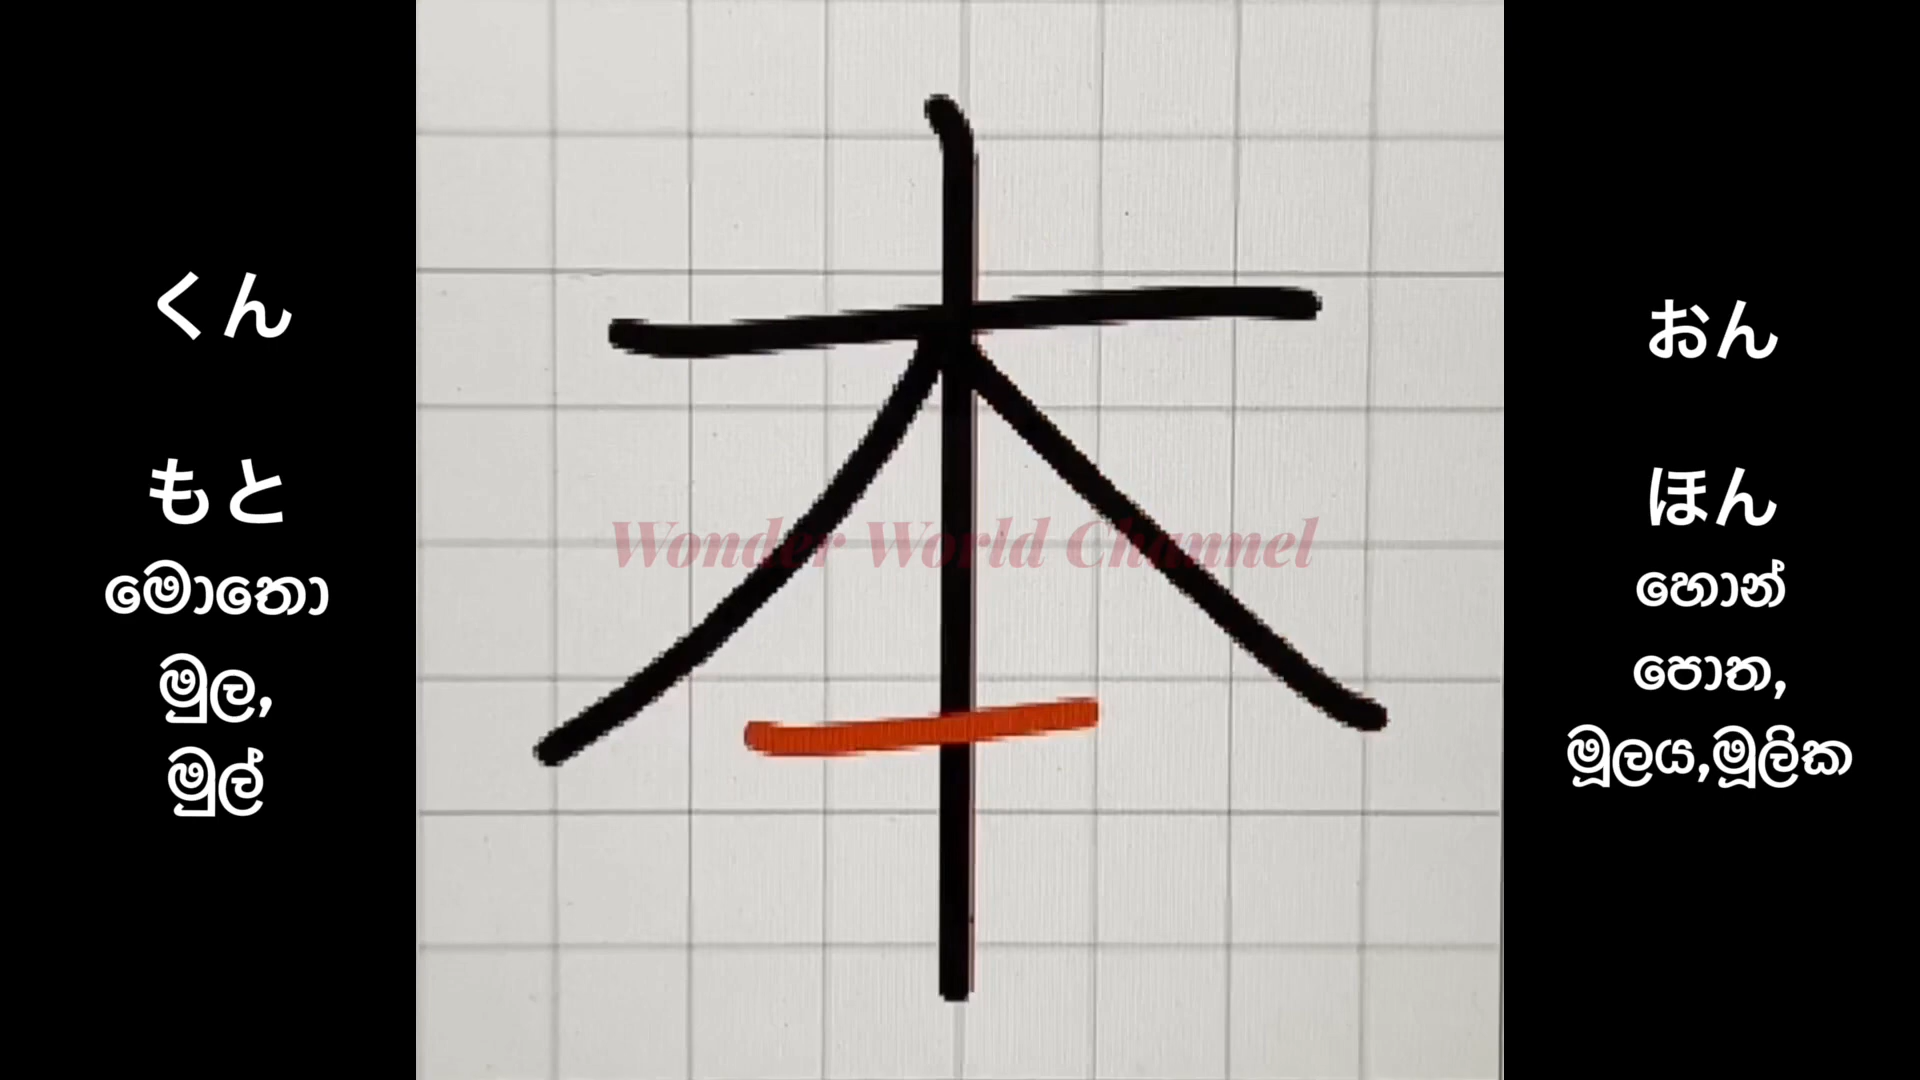 くん
もと
මොතො
මුල,
මුල්
本
Wonder World Channel
おん
ほん
හොන්
පොත,
මූලය,මූලික